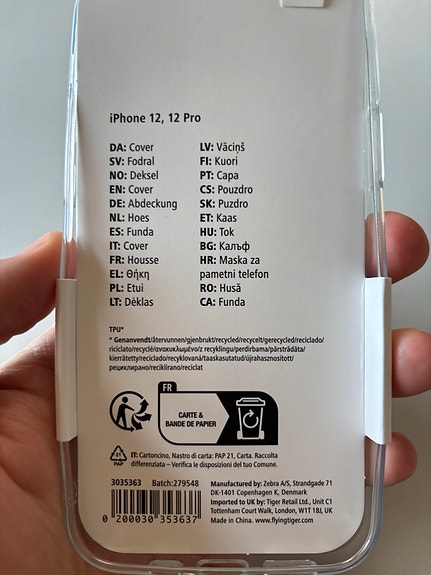 iPhone 12, 12 Pro
DA: Cover
SV: Fodral
NO: Deksel
EN: Cover
DE: Abdeckung
NL: Hoes
ES: Funda
IT: Cover
FR: Housse
EL: Θήκη
PL: Etui
LT: Dėklas
LV: Vāciņš
FI: Kuori
PT: Capa
CS: Pouzdro
SK: Puzdro
ET: Kaas
HU: Tok
BG: Калъф
HR: Maska za
pametni telefon
RO: Husă
CA: Funda
TPU*
* Genanvendt/återvunnen/gjenbrukt/recycled/recycelt/gerecycled/reciclado/
riciclato/recyclé/ανακυκλωμένο/z recyklingu/perdirbama/pārstrādāta/
kierrätetty/reciclado/recyklovaná/taaskasutatud/újrahasznosított/
рециклирано/reciklirano/reciclat
FR
CARTE &
BANDE DE PAPIER
21
PAP
IT: Cartoncino, Nastro di carta: PAP 21, Carta. Raccolta
differenziata – Verifica le disposizioni del tuo Comune.
3035363 Batch:279548
0 200030 353637
Manufactured by: Zebra A/S, Strandgade 71
DK-1401 Copenhagen K, Denmark
Imported to UK by: Tiger Retail Ltd., Unit C1
Tottenham Court Walk, London, W1T 1BJ, UK
Made in China. www.flyingtiger.com